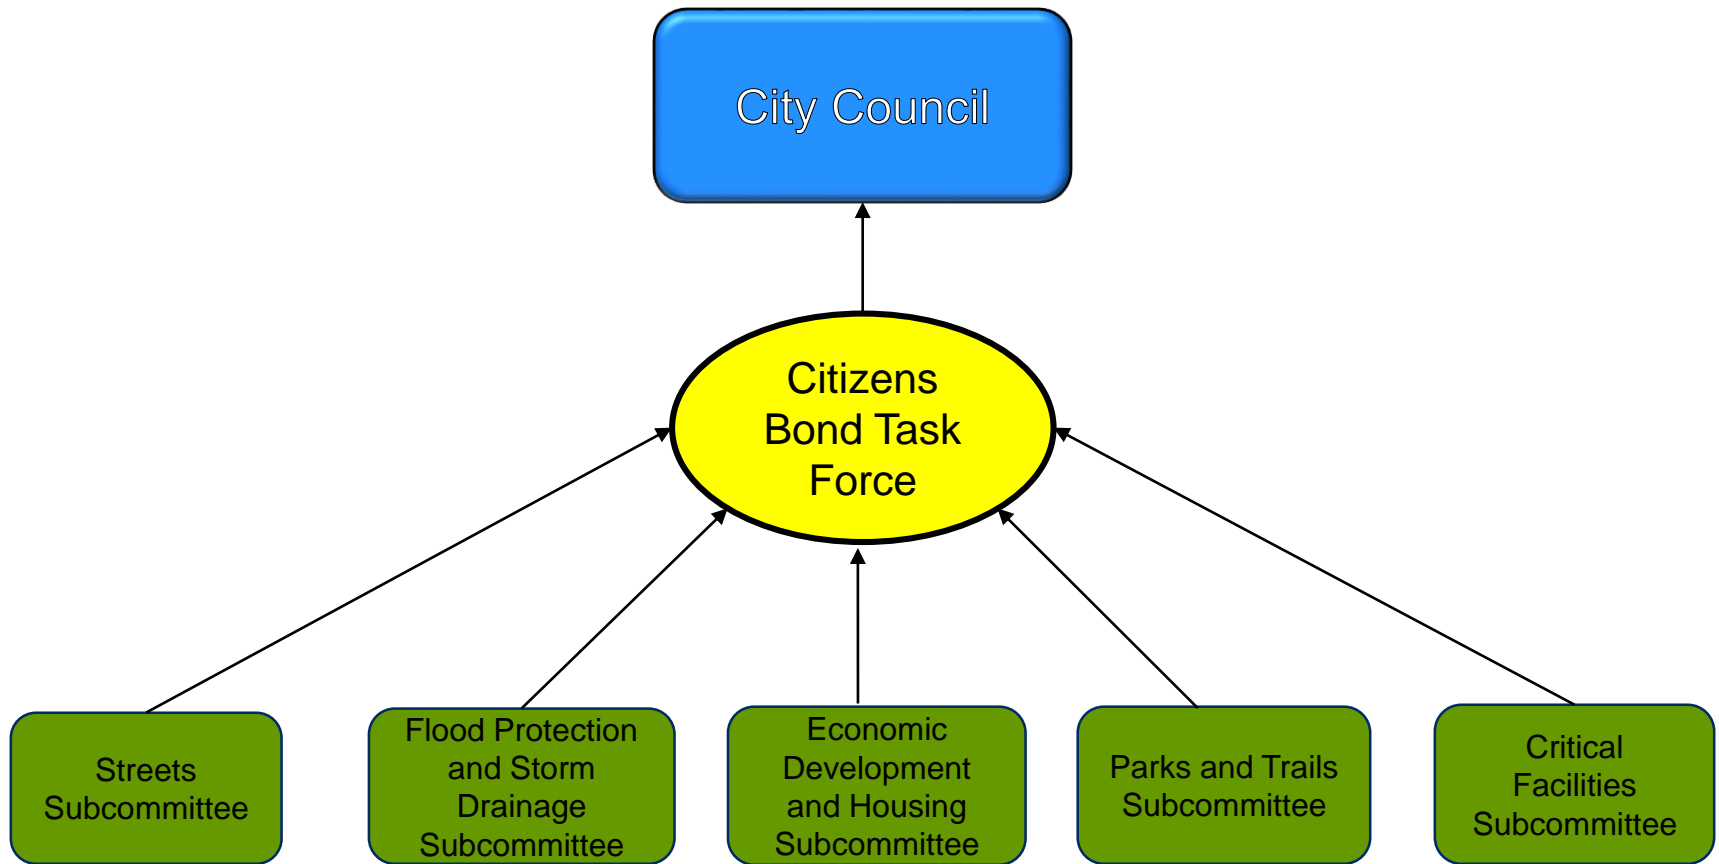 City Council
Citizens
Bond Task
Force
Streets
Subcommittee
Flood Protection
and Storm
Drainage
Subcommittee
Economic
Development
and Housing
Subcommittee
Parks and Trails
Subcommittee
Critical
Facilities
Subcommittee